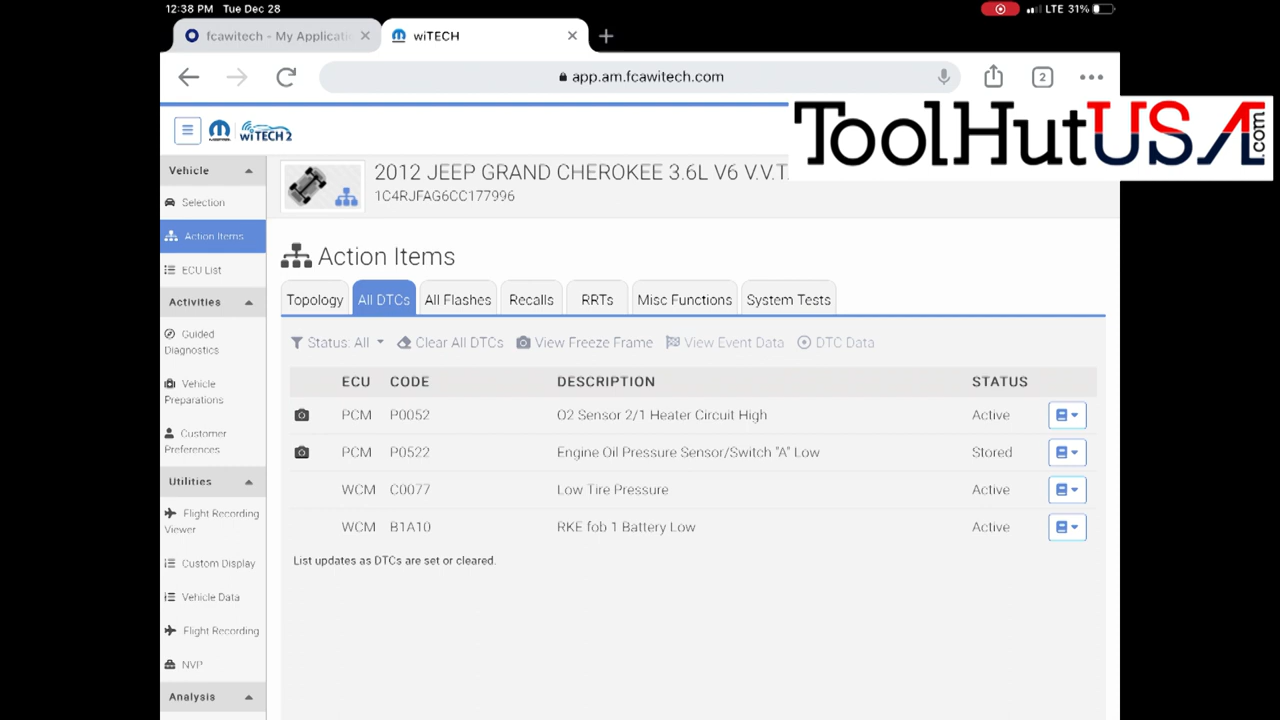 12:38 PM Tue Dec 28
LTE 31%
fcawitech - My Applicati
wiTECH
app.am.fcawitech.com
2
ToolHutUSA.com
wiTECH 2
Vehicle
2012 JEEP GRAND CHEROKEE 3.6L V6 V.V.T.
1C4RJFAG6CC177996
Selection
Action Items
ECU List
Activities
Guided
Diagnostics
Vehicle
Preparations
Customer
Preferences
Utilities
Flight Recording
Viewer
Custom Display
Vehicle Data
Flight Recording
NVP
Analysis
Action Items
Topology All DTCs All Flashes Recalls RRTs Misc Functions System Tests
Status: All Clear All DTCs View Freeze Frame View Event Data DTC Data
ECU CODE DESCRIPTION STATUS
PCM P0052 O2 Sensor 2/1 Heater Circuit High Active
PCM P0522 Engine Oil Pressure Sensor/Switch "A" Low Stored
WCM C0077 Low Tire Pressure Active
WCM B1A10 RKE fob 1 Battery Low Active
List updates as DTCs are set or cleared.